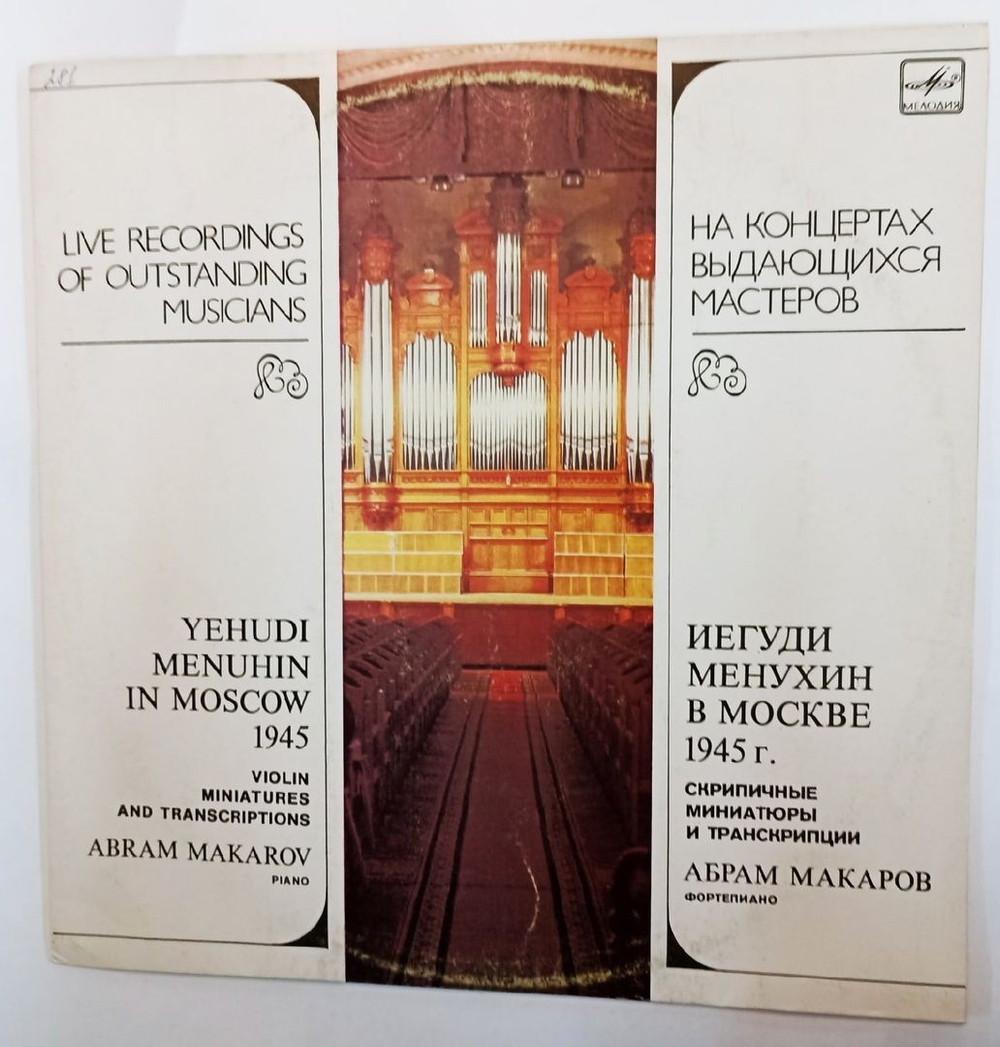 281
LIVE RECORDINGS
OF OUTSTANDING
MUSICIANS
YEHUDI
MENUHIN
IN MOSCOW
1945
VIOLIN
MINIATURES
AND TRANSCRIPTIONS
ABRAM MAKAROV
PIANO
МЕЛОДИЯ
НА КОНЦЕРТАХ
ВЫДАЮЩИХСЯ
МАСТЕРОВ
ИЕГУДИ
МЕНУХИН
В МОСКВЕ
1945 г.
СКРИПИЧНЫЕ
МИНИАТЮРЫ
И ТРАНСКРИПЦИИ
АБРАМ МАКАРОВ
ФОРТЕПИАНО